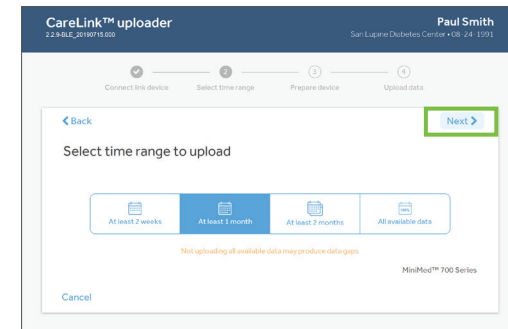 CareLink™ uploader
Paul Smith
2.2.9-BLE_20190715.000
San Lupine Diabetes Center • 08-24-1991
2
3
4
Connect link device
Select time range
Prepare device
Upload data
Back
Next
Select time range to upload
At least 2 weeks
At least 1 month
At least 2 months
All available data
Not uploading all available data may produce data gaps
MiniMed™ 700 Series
Cancel